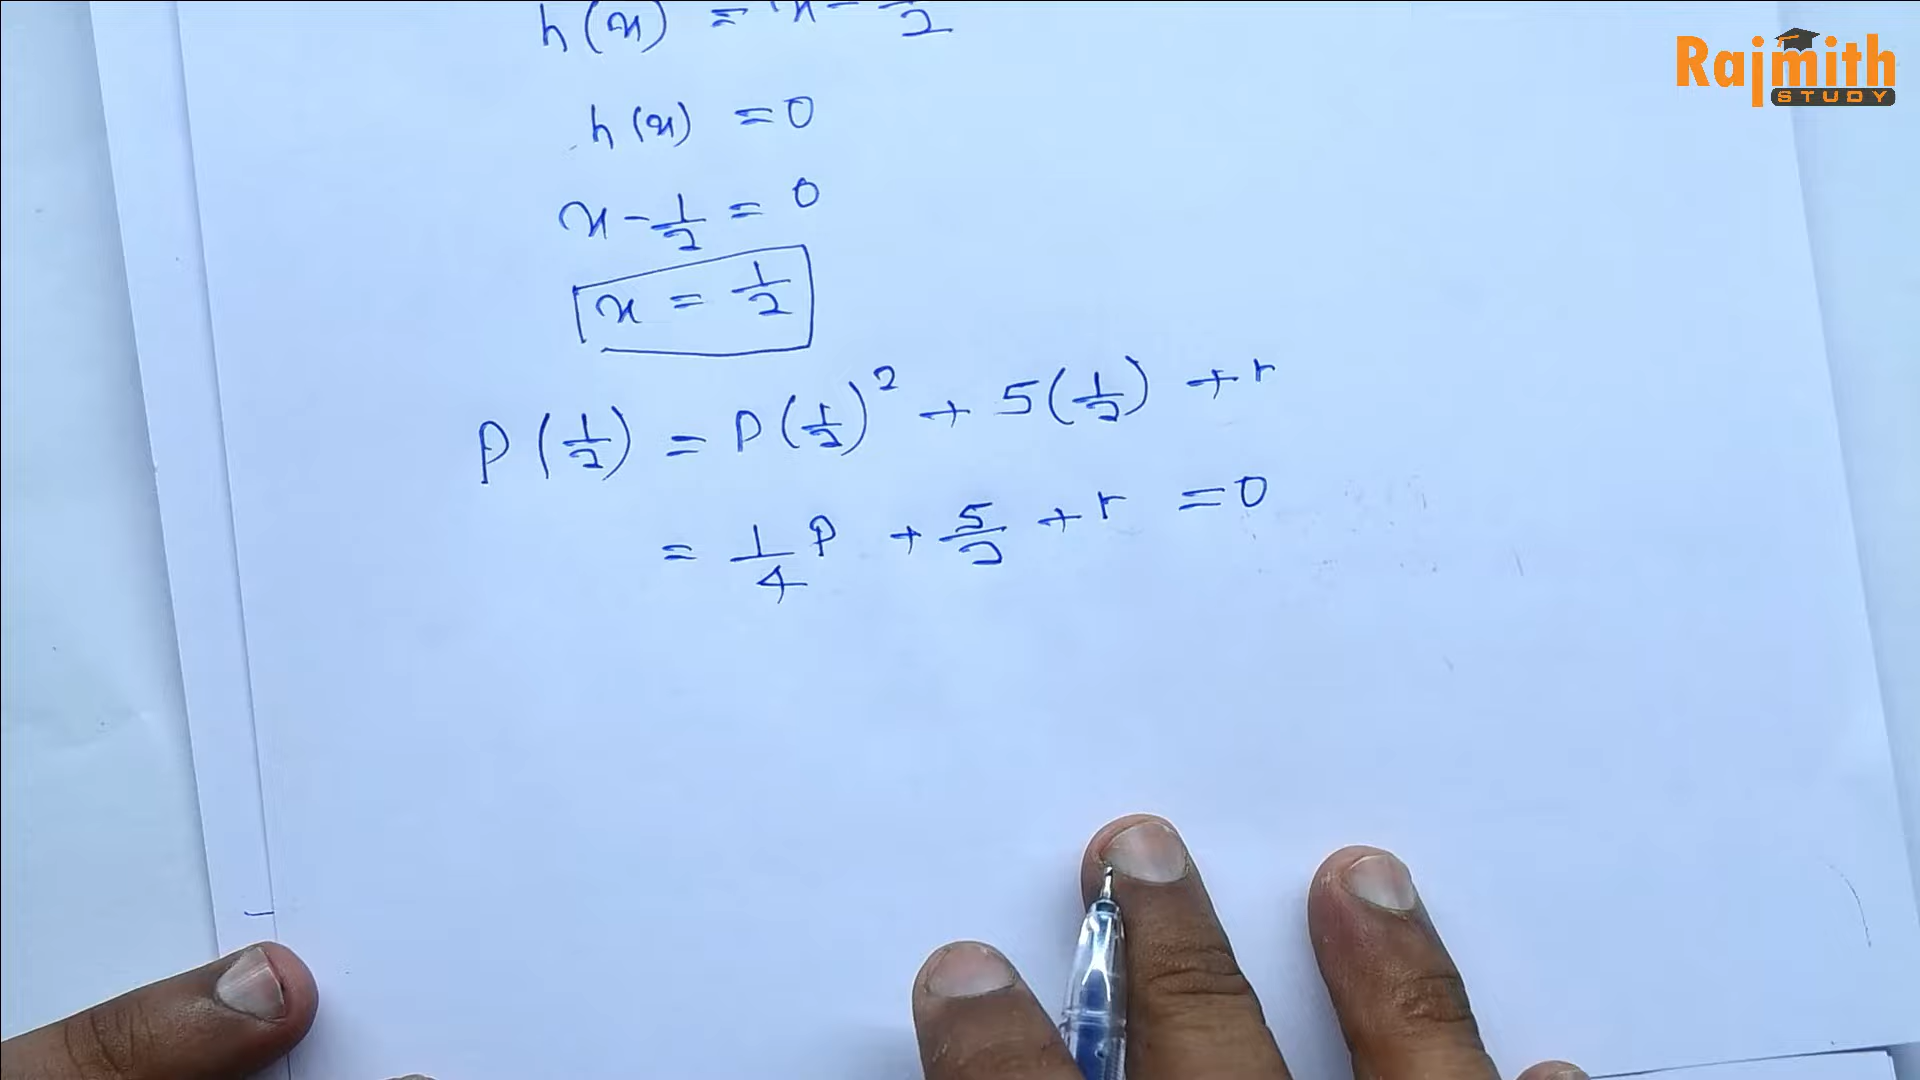 h(x) = x - 1/2
h(x) = 0
x - 1/2 = 0
x = 1/2
P(1/2) = P(1/2)² + 5(1/2) + r
= 1/4 P + 5/2 + r = 0
Rajmith
STUDY